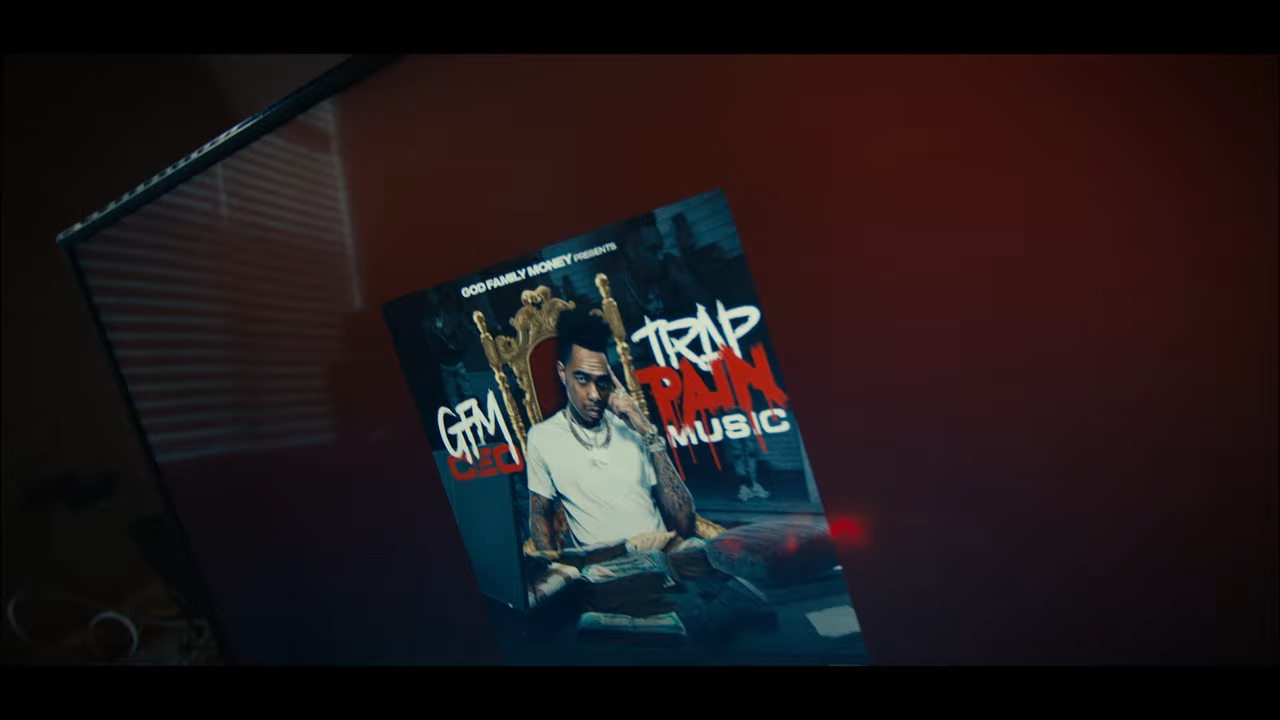 GOD FAMILY MONEY PRESENTS
TRAP
PAIN
MUSIC
GFM
CEO